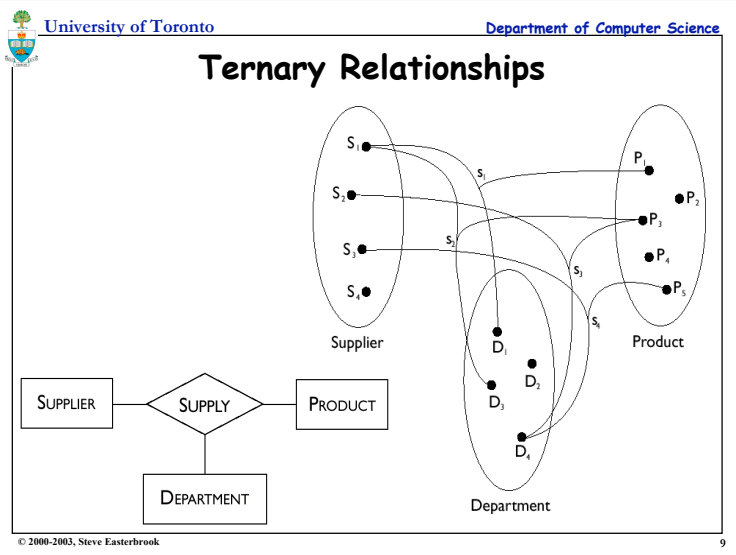 University of Toronto
Department of Computer Science
Ternary Relationships
S1
S2
S3
S4
Supplier
s1
s2
s3
s4
P1
P2
P3
P4
P5
Product
D1
D2
D3
D4
Department
SUPPLIER
SUPPLY
PRODUCT
DEPARTMENT
© 2000-2003, Steve Easterbrook
9